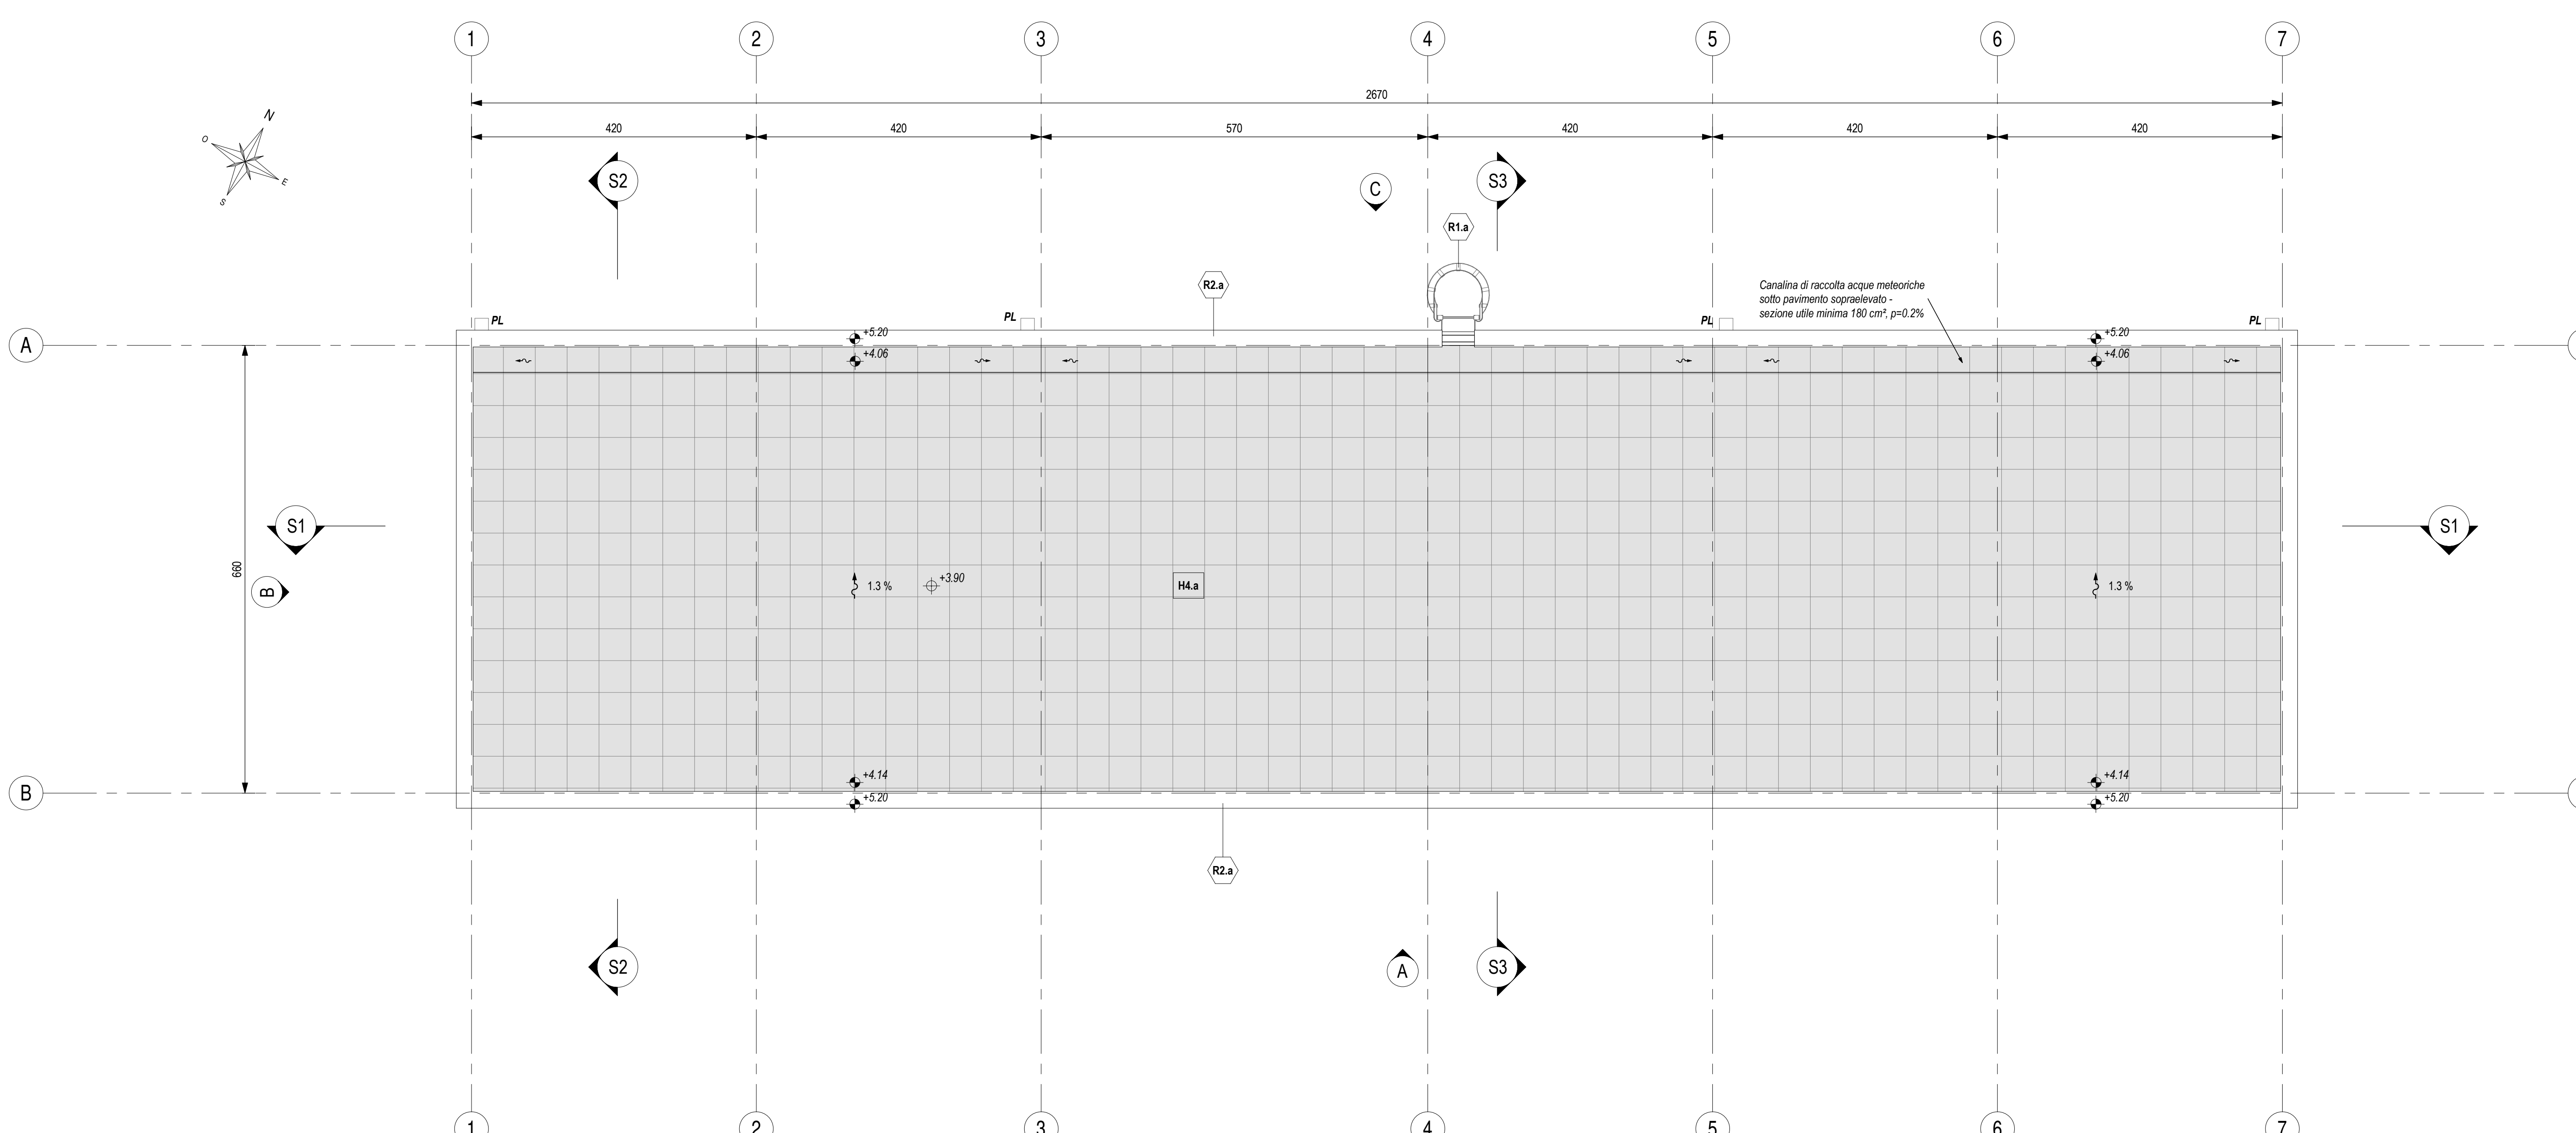 1 2 3 4 5 6 7
2670
420 420 570 420 420 420
N
O
E
S
S2
C
S3
R1.a
R2.a
Canalina di raccolta acque meteoriche
sotto pavimento sopraelevato -
sezione utile minima 180 cm², p=0.2%
PL PL PL PL
+5.20 +5.20
A
+4.06 +4.06
S1 S1
660
B
1.3 % +3.90 H4.a 1.3 %
+4.14 +4.14
B
+5.20 +5.20
R2.a
S2 A S3
1 2 3 4 5 6 7